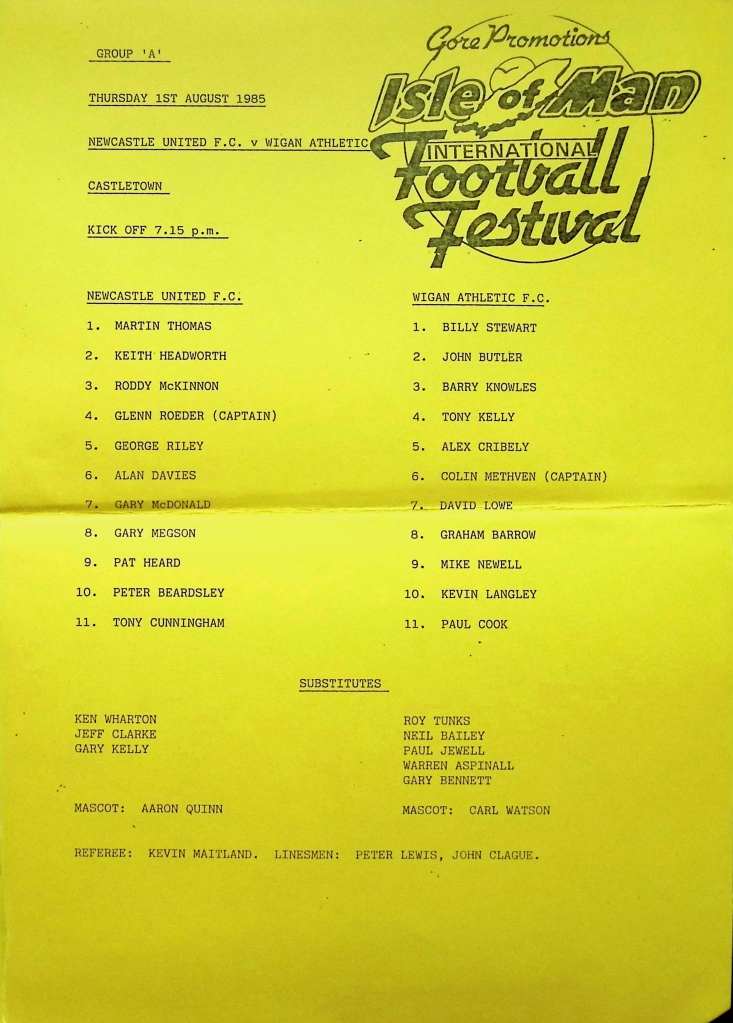 Gore Promotions
Isle of Man
INTERNATIONAL
Football
Festival
GROUP 'A'
THURSDAY 1ST AUGUST 1985
NEWCASTLE UNITED F.C. v WIGAN ATHLETIC
CASTLETOWN
KICK OFF 7.15 p.m.
NEWCASTLE UNITED F.C.
1. MARTIN THOMAS
2. KEITH HEADWORTH
3. RODDY McKINNON
4. GLENN ROEDER (CAPTAIN)
5. GEORGE RILEY
6. ALAN DAVIES
7. GARY McDONALD
8. GARY MEGSON
9. PAT HEARD
10. PETER BEARDSLEY
11. TONY CUNNINGHAM
WIGAN ATHLETIC F.C.
1. BILLY STEWART
2. JOHN BUTLER
3. BARRY KNOWLES
4. TONY KELLY
5. ALEX CRIBELY
6. COLIN METHVEN (CAPTAIN)
7. DAVID LOWE
8. GRAHAM BARROW
9. MIKE NEWELL
10. KEVIN LANGLEY
11. PAUL COOK
SUBSTITUTES
KEN WHARTON
JEFF CLARKE
GARY KELLY
ROY TUNKS
NEIL BAILEY
PAUL JEWELL
WARREN ASPINALL
GARY BENNETT
MASCOT: AARON QUINN
MASCOT: CARL WATSON
REFEREE: KEVIN MAITLAND. LINESMEN: PETER LEWIS, JOHN CLAGUE.